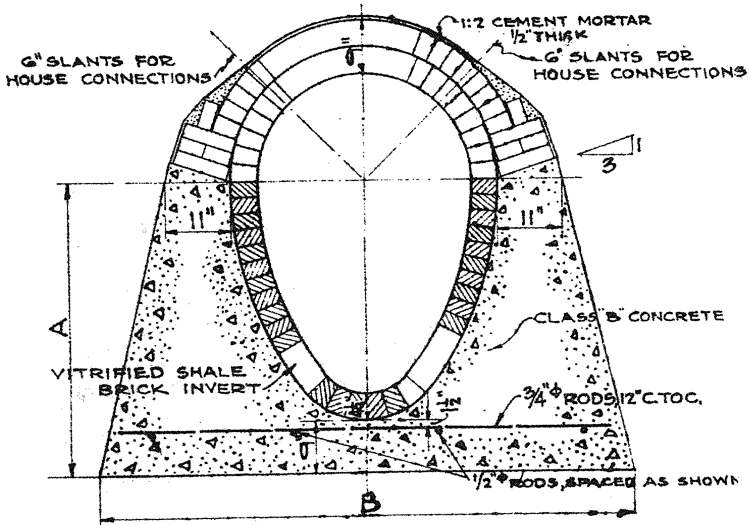 1:2 CEMENT MORTAR
1/2" THICK
6" SLANTS FOR
HOUSE CONNECTIONS
6" SLANTS FOR
HOUSE CONNECTIONS
3
11"
11"
A
CLASS "B" CONCRETE
VITRIFIED SHALE
BRICK INVERT
3/4" Φ RODS, 12" C. TO C.
1/2" Φ RODS, SPACED AS SHOWN
B